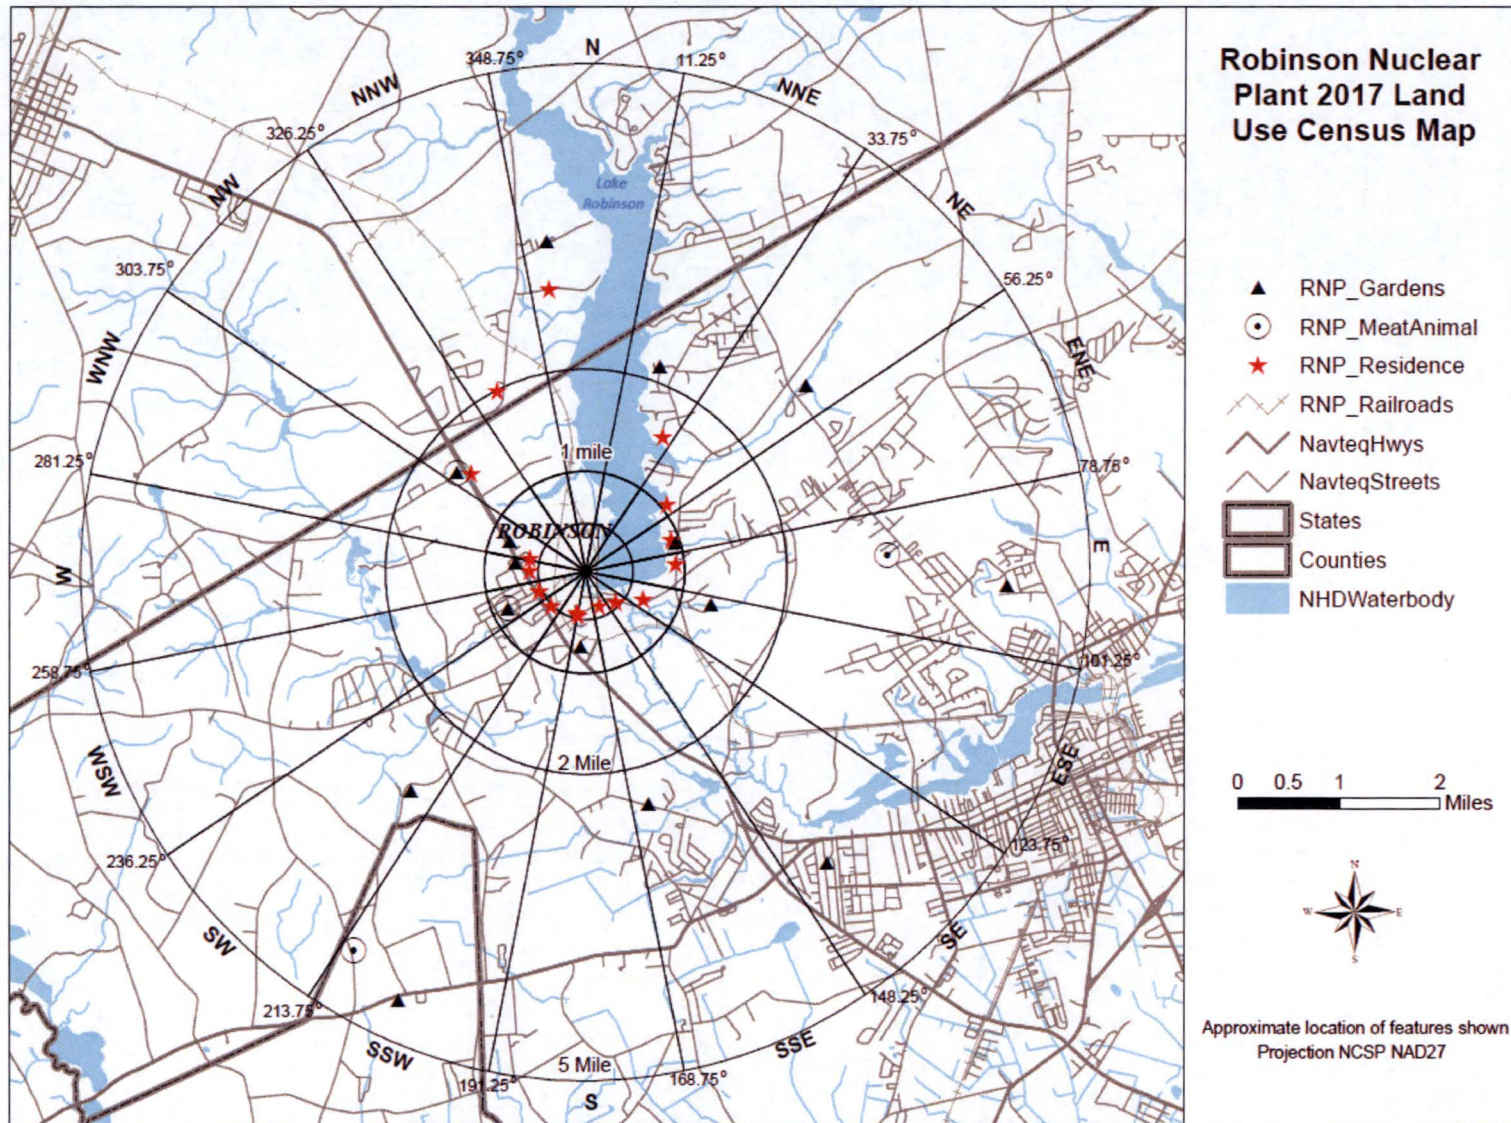 Robinson Nuclear
Plant 2017 Land
Use Census Map
RNP_Gardens
RNP_MeatAnimal
RNP_Residence
RNP_Railroads
NavteqHwys
NavteqStreets
States
Counties
NHDWaterbody
0 0.5 1 2
Miles
N
W E
S
Approximate location of features shown
Projection NCSP NAD27
N
348.75°
11.25°
NNW
NNE
326.25°
33.75°
NW
NE
Lake
Robinson
303.75°
56.25°
WNW
ENE
281.25°
1 mile
78.75°
ROBINSON
E
W
258.75°
101.25°
2 Mile
WSW
ESE
236.25°
123.75°
SW
SE
213.75°
148.25°
SSW
SSE
5 Mile
191.25°
168.75°
S